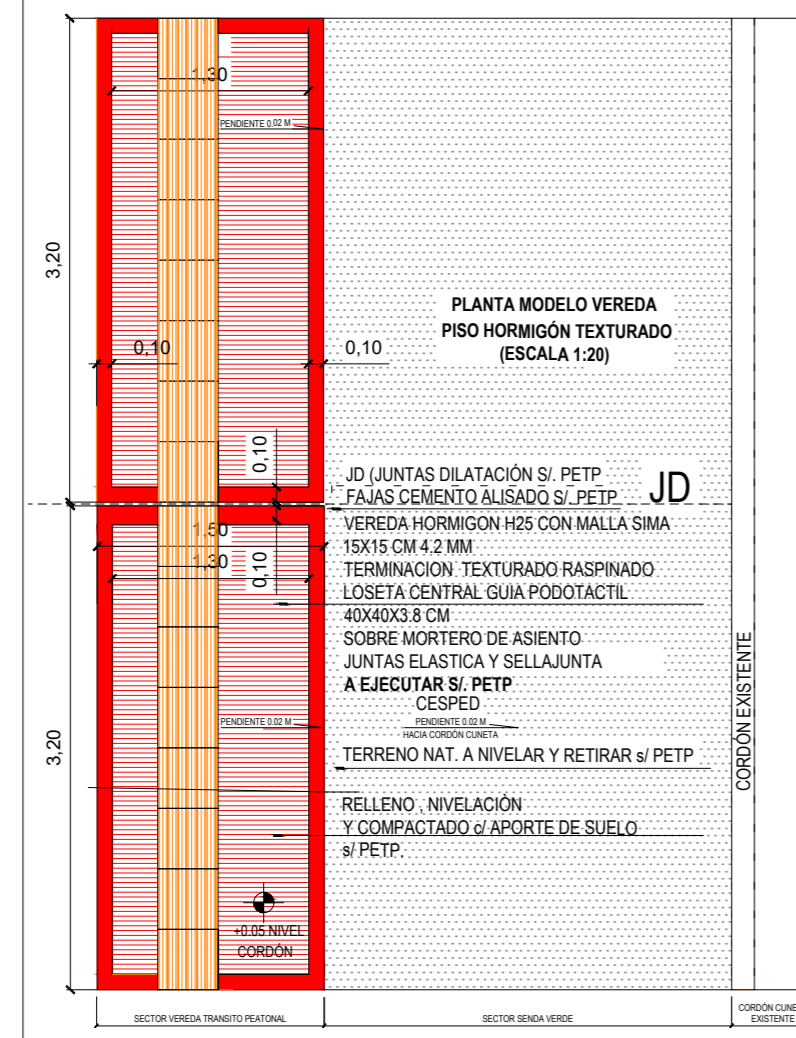 1,30
PENDIENTE 0.02 M
3,20
PLANTA MODELO VEREDA
PISO HORMIGÓN TEXTURADO
(ESCALA 1:20)
0,10
0,10
0,10
JD (JUNTAS DILATACIÓN S/. PETP
FAJAS CEMENTO ALISADO S/. PETP
JD
1,50
VEREDA HORMIGON H25 CON MALLA SIMA
15X15 CM 4.2 MM
1,30
0,10
TERMINACION TEXTURADO RASPINADO
LOSETA CENTRAL GUIA PODOTACTIL
40X40X3.8 CM
SOBRE MORTERO DE ASIENTO
JUNTAS ELASTICA Y SELLAJUNTA
A EJECUTAR S/. PETP
CESPED
PENDIENTE 0.02 M
PENDIENTE 0.02 M
HACIA CORDÓN CUNETA
3,20
TERRENO NAT. A NIVELAR Y RETIRAR s/ PETP
CORDÓN EXISTENTE
RELLENO , NIVELACIÒN
Y COMPACTADO c/ APORTE DE SUELO
s/ PETP.
+0.05 NIVEL
CORDÓN
SECTOR VEREDA TRANSITO PEATONAL
SECTOR SENDA VERDE
CORDÓN CUNE
EXISTENTE